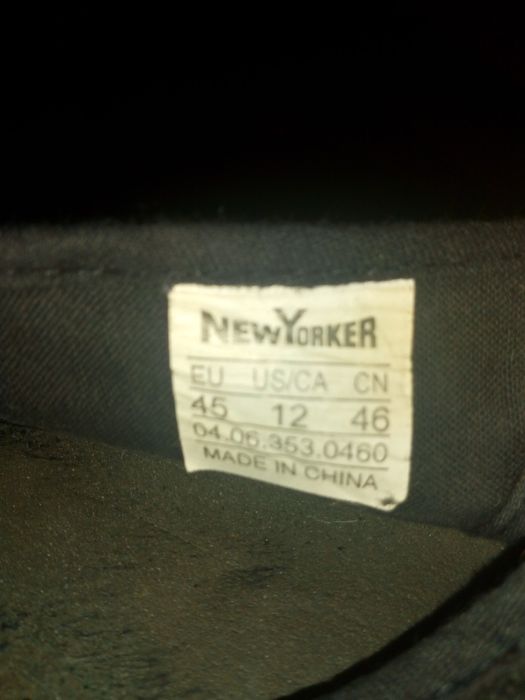 NEWYORKER
EU US/CA CN
45 12 46
04.06.353.0460
MADE IN CHINA